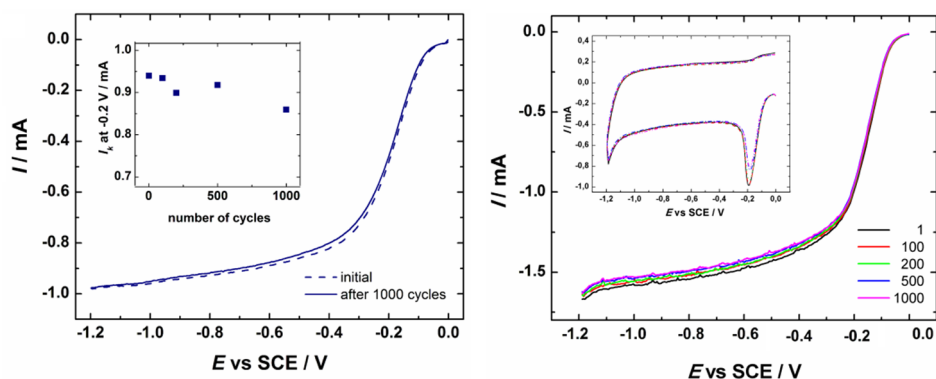 0.0
-0.2
-0.4
-0.6
-0.8
-1.0
I / mA
1.0
0.9
0.8
0.7
I_k at -0.2 V / mA
0 500 1000
number of cycles
initial
after 1000 cycles
-1.2 -1.0 -0.8 -0.6 -0.4 -0.2 0.0
E vs SCE / V
0.0
-0.5
-1.0
-1.5
I / mA
0,4
0,2
0,0
-0,2
-0,4
-0,6
-0,8
-1,0
I / mA
-1,2 -1,0 -0,8 -0,6 -0,4 -0,2 0,0
E vs SCE / V
1
100
200
500
1000
-1.2 -1.0 -0.8 -0.6 -0.4 -0.2 0.0
E vs SCE / V